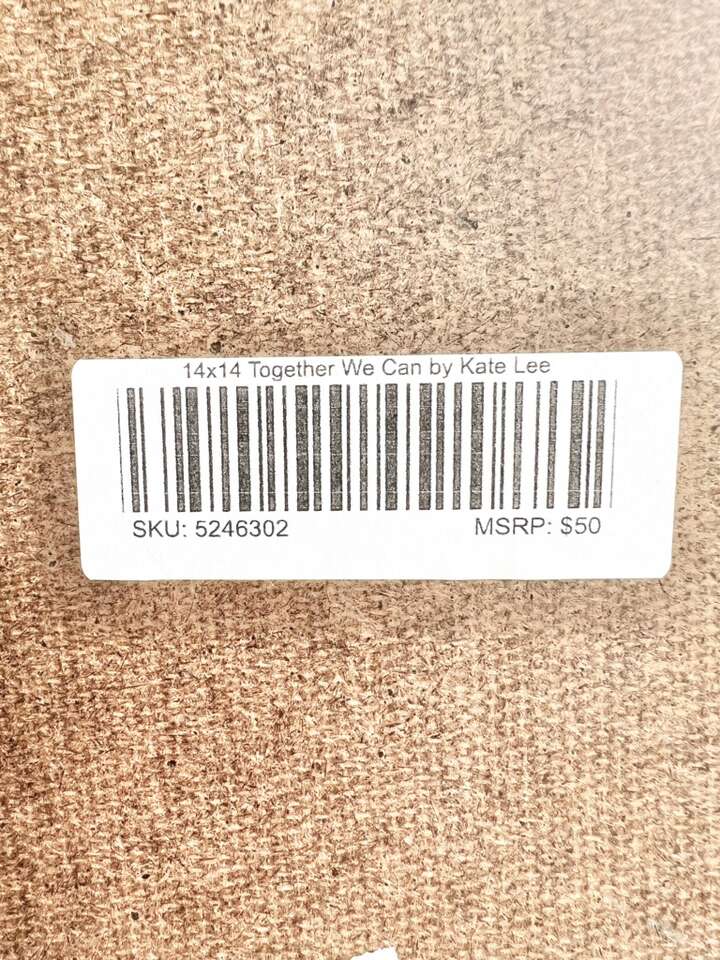 14x14 Together We Can by Kate Lee
SKU: 5246302 MSRP: $50